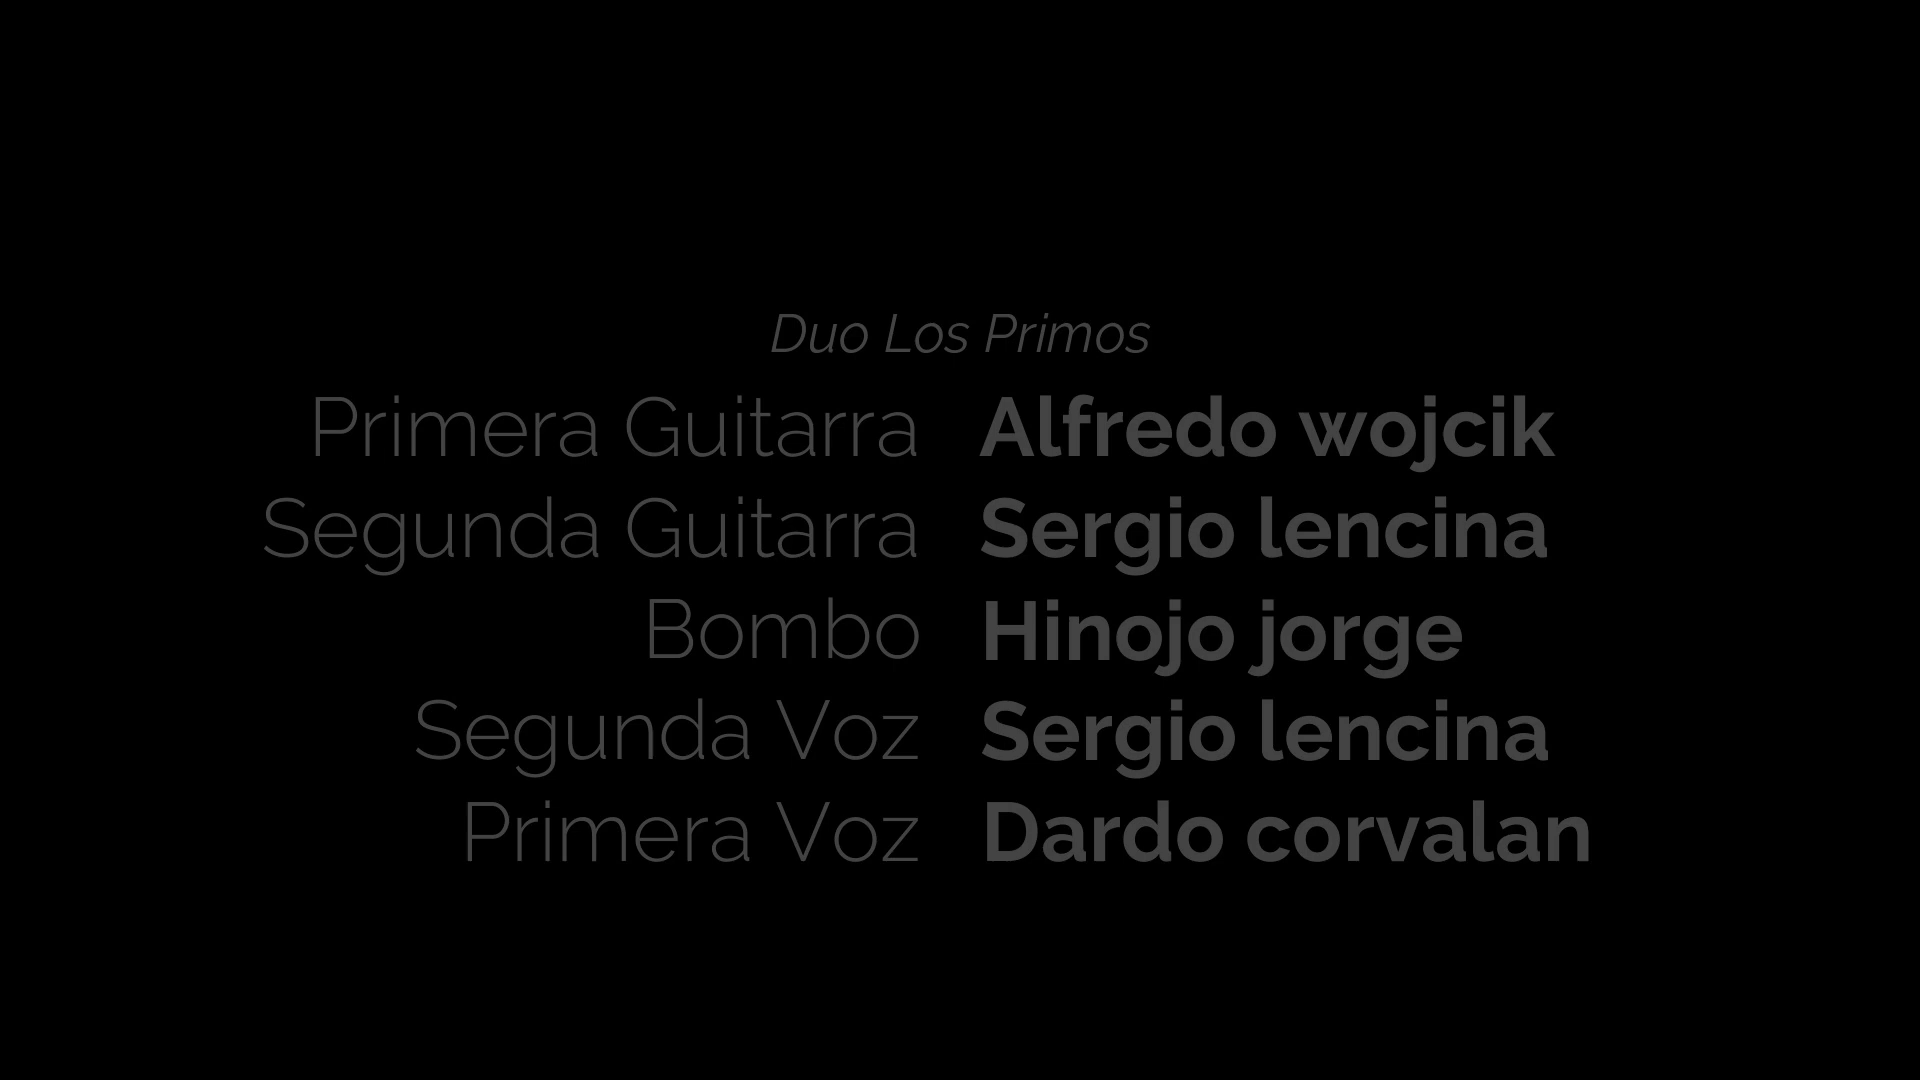 Duo Los Primos
Primera Guitarra Alfredo wojcik
Segunda Guitarra Sergio lencina
Bombo Hinojo jorge
Segunda Voz Sergio lencina
Primera Voz Dardo corvalan